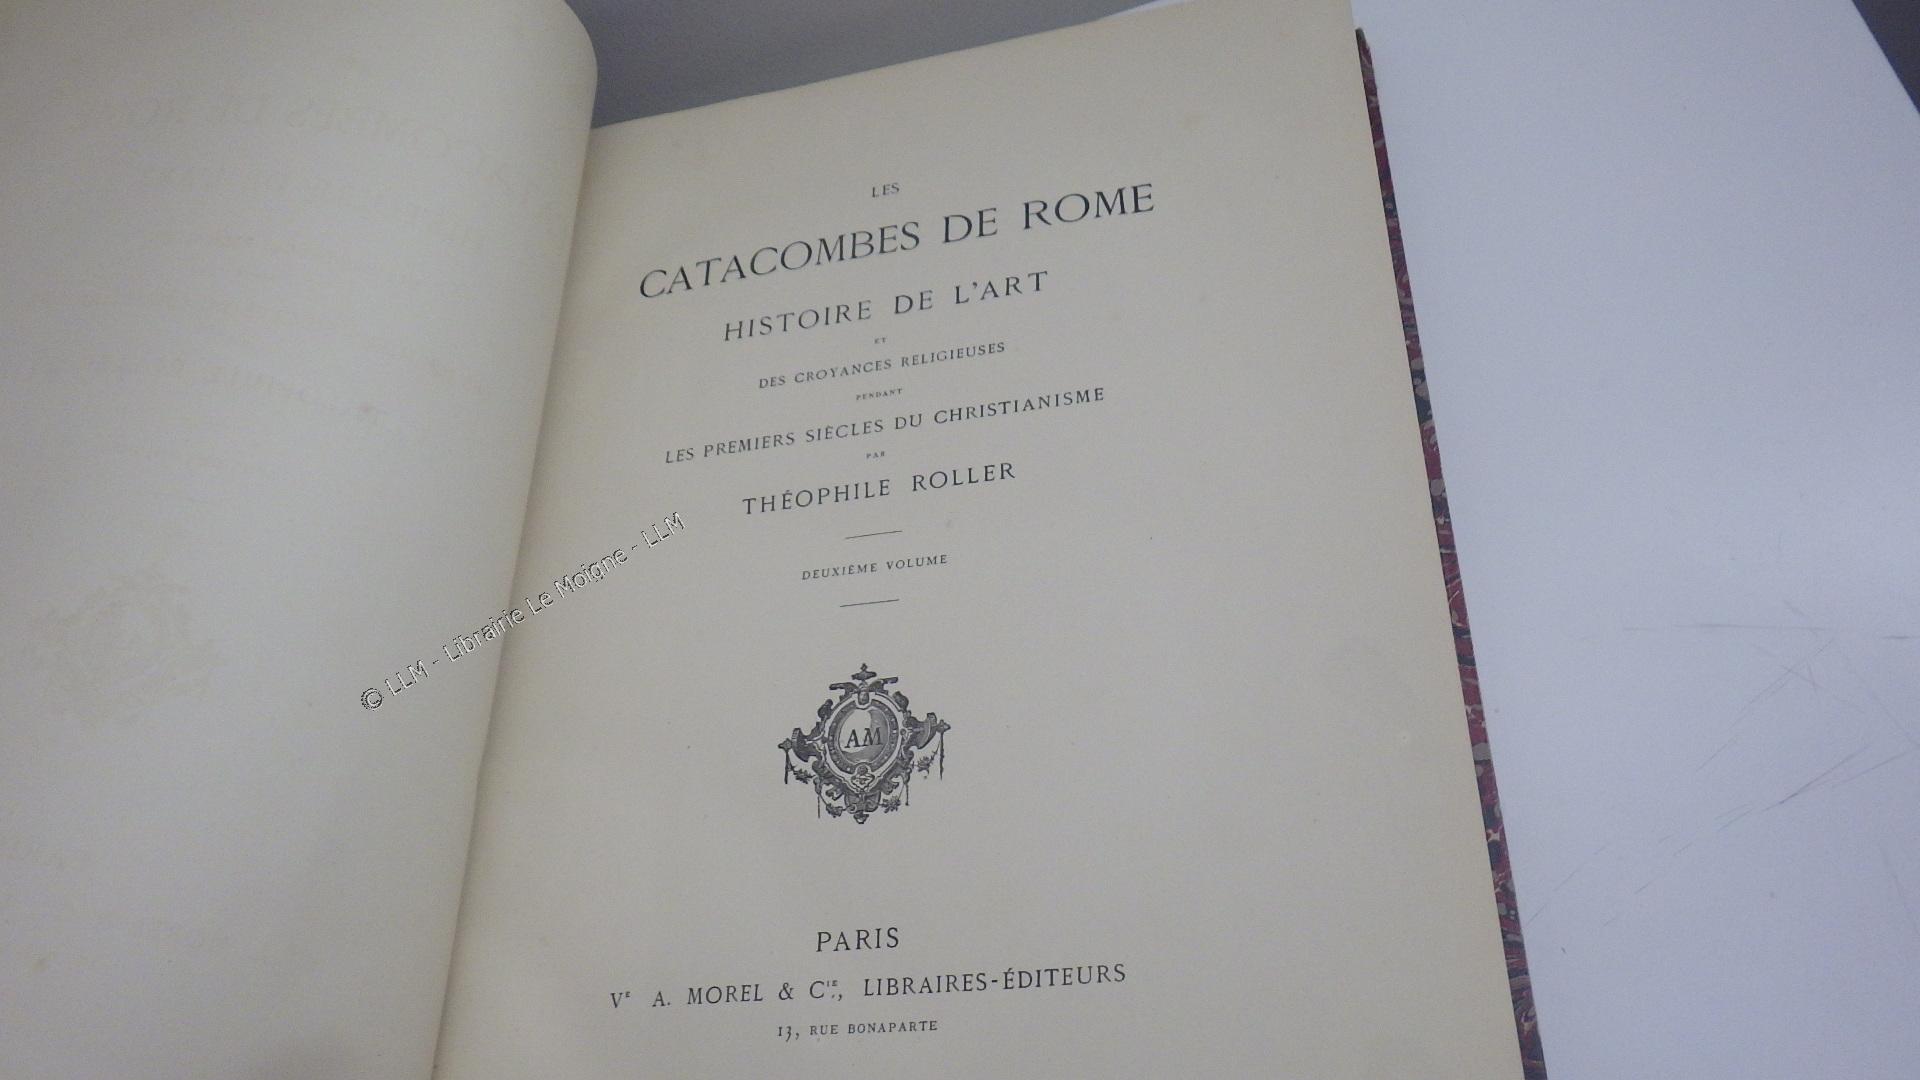 LES
CATACOMBES DE ROME
HISTOIRE DE L'ART
ET
DES CROYANCES RELIGIEUSES
PENDANT
LES PREMIERS SIÈCLES DU CHRISTIANISME
PAR
THÉOPHILE ROLLER
DEUXIÈME VOLUME
AM
PARIS
Vᴱ A. MOREL & Cᴵᴱ, LIBRAIRES-ÉDITEURS
13, RUE BONAPARTE
© LLM - Librairie Le Moigne - LLM